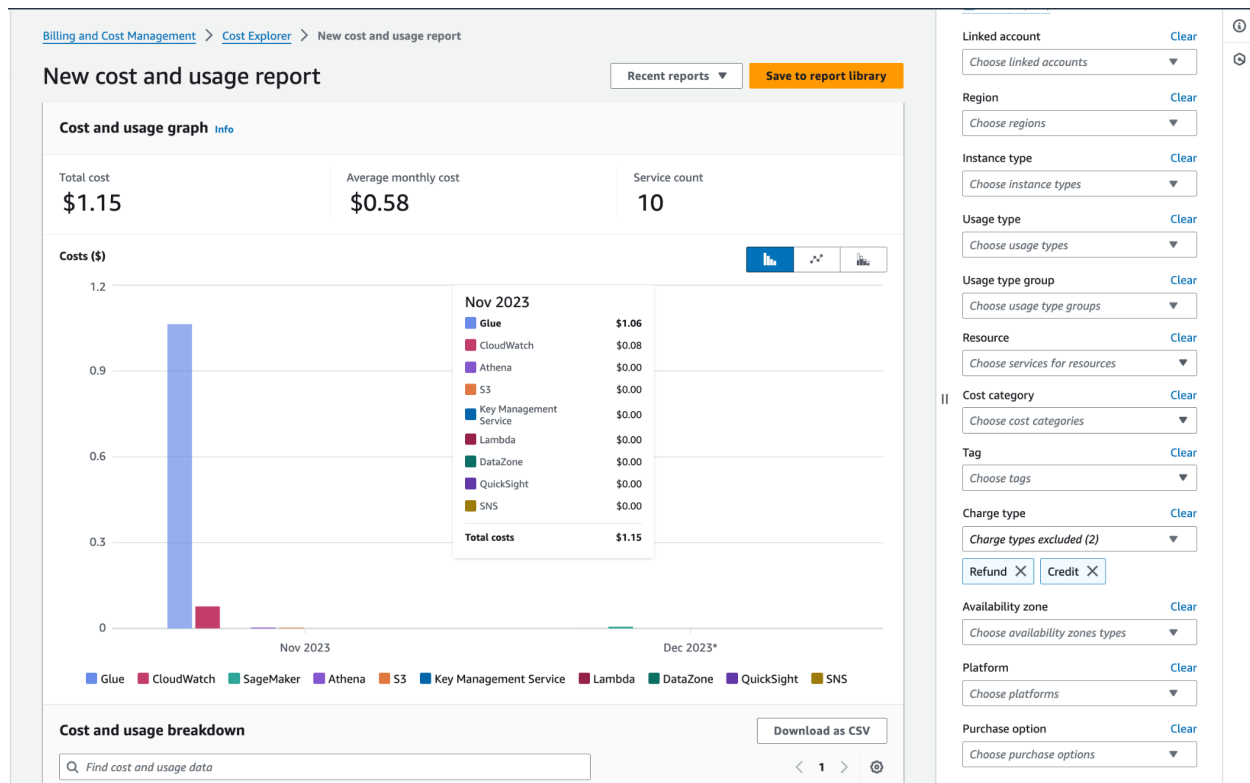 Billing and Cost Management > Cost Explorer > New cost and usage report
New cost and usage report
Recent reports
Save to report library
Cost and usage graph Info
Total cost
$1.15
Average monthly cost
$0.58
Service count
10
Costs ($)
1.2
0.9
0.6
0.3
0
Nov 2023
Glue $1.06
CloudWatch $0.08
Athena $0.00
S3 $0.00
Key Management
Service $0.00
Lambda $0.00
DataZone $0.00
QuickSight $0.00
SNS $0.00
Total costs $1.15
Nov 2023
Dec 2023*
Glue CloudWatch SageMaker Athena S3 Key Management Service Lambda DataZone QuickSight SNS
Cost and usage breakdown
Download as CSV
Find cost and usage data
< 1 >
Linked account Clear
Choose linked accounts
Region Clear
Choose regions
Instance type Clear
Choose instance types
Usage type Clear
Choose usage types
Usage type group Clear
Choose usage type groups
Resource Clear
Choose services for resources
Cost category Clear
Choose cost categories
Tag Clear
Choose tags
Charge type Clear
Charge types excluded (2)
Refund Credit
Availability zone Clear
Choose availability zones types
Platform Clear
Choose platforms
Purchase option Clear
Choose purchase options